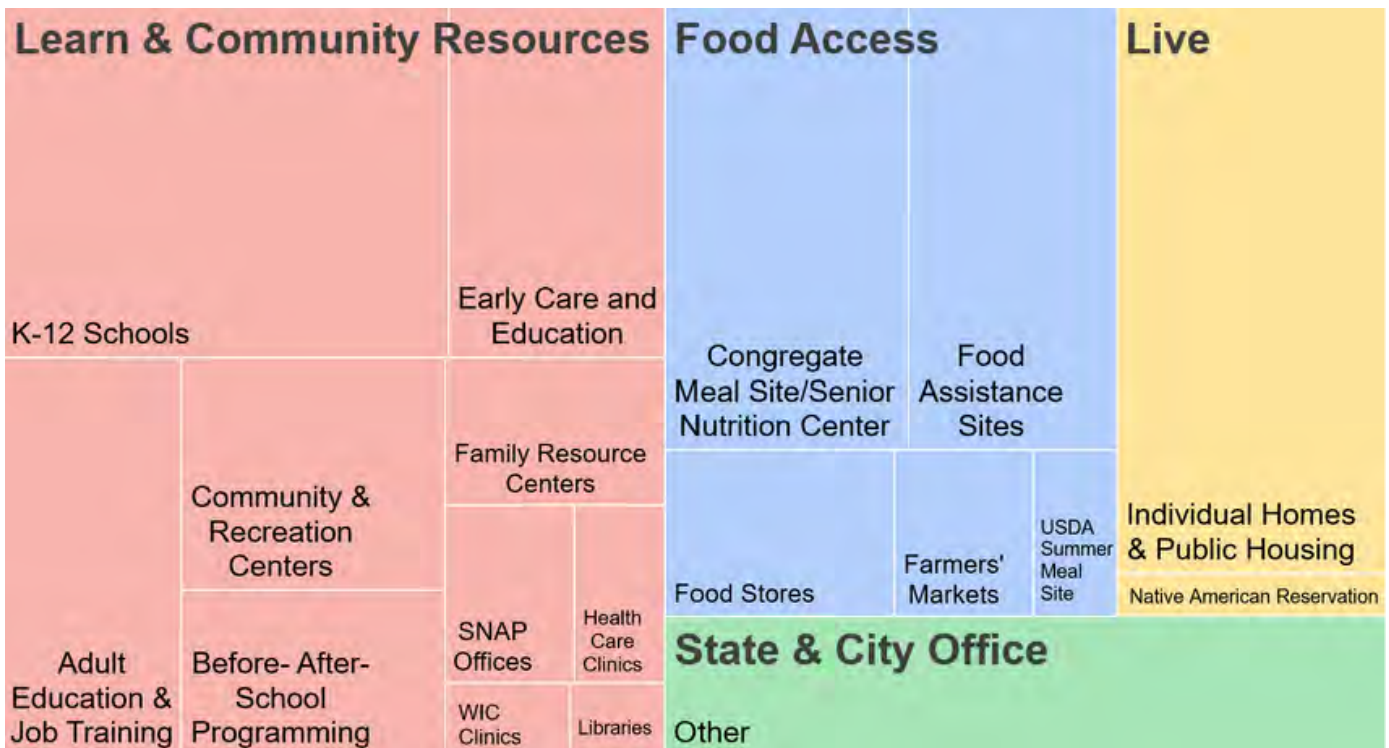 Learn & Community Resources
K-12 Schools
Early Care and
Education
Adult
Education &
Job Training
Community &
Recreation
Centers
Before- After-
School
Programming
Family Resource
Centers
SNAP
Offices
Health
Care
Clinics
WIC
Clinics
Libraries
Food Access
Congregate
Meal Site/Senior
Nutrition Center
Food
Assistance
Sites
Food Stores
Farmers'
Markets
USDA
Summer
Meal
Site
Live
Individual Homes
& Public Housing
Native American Reservation
State & City Office
Other